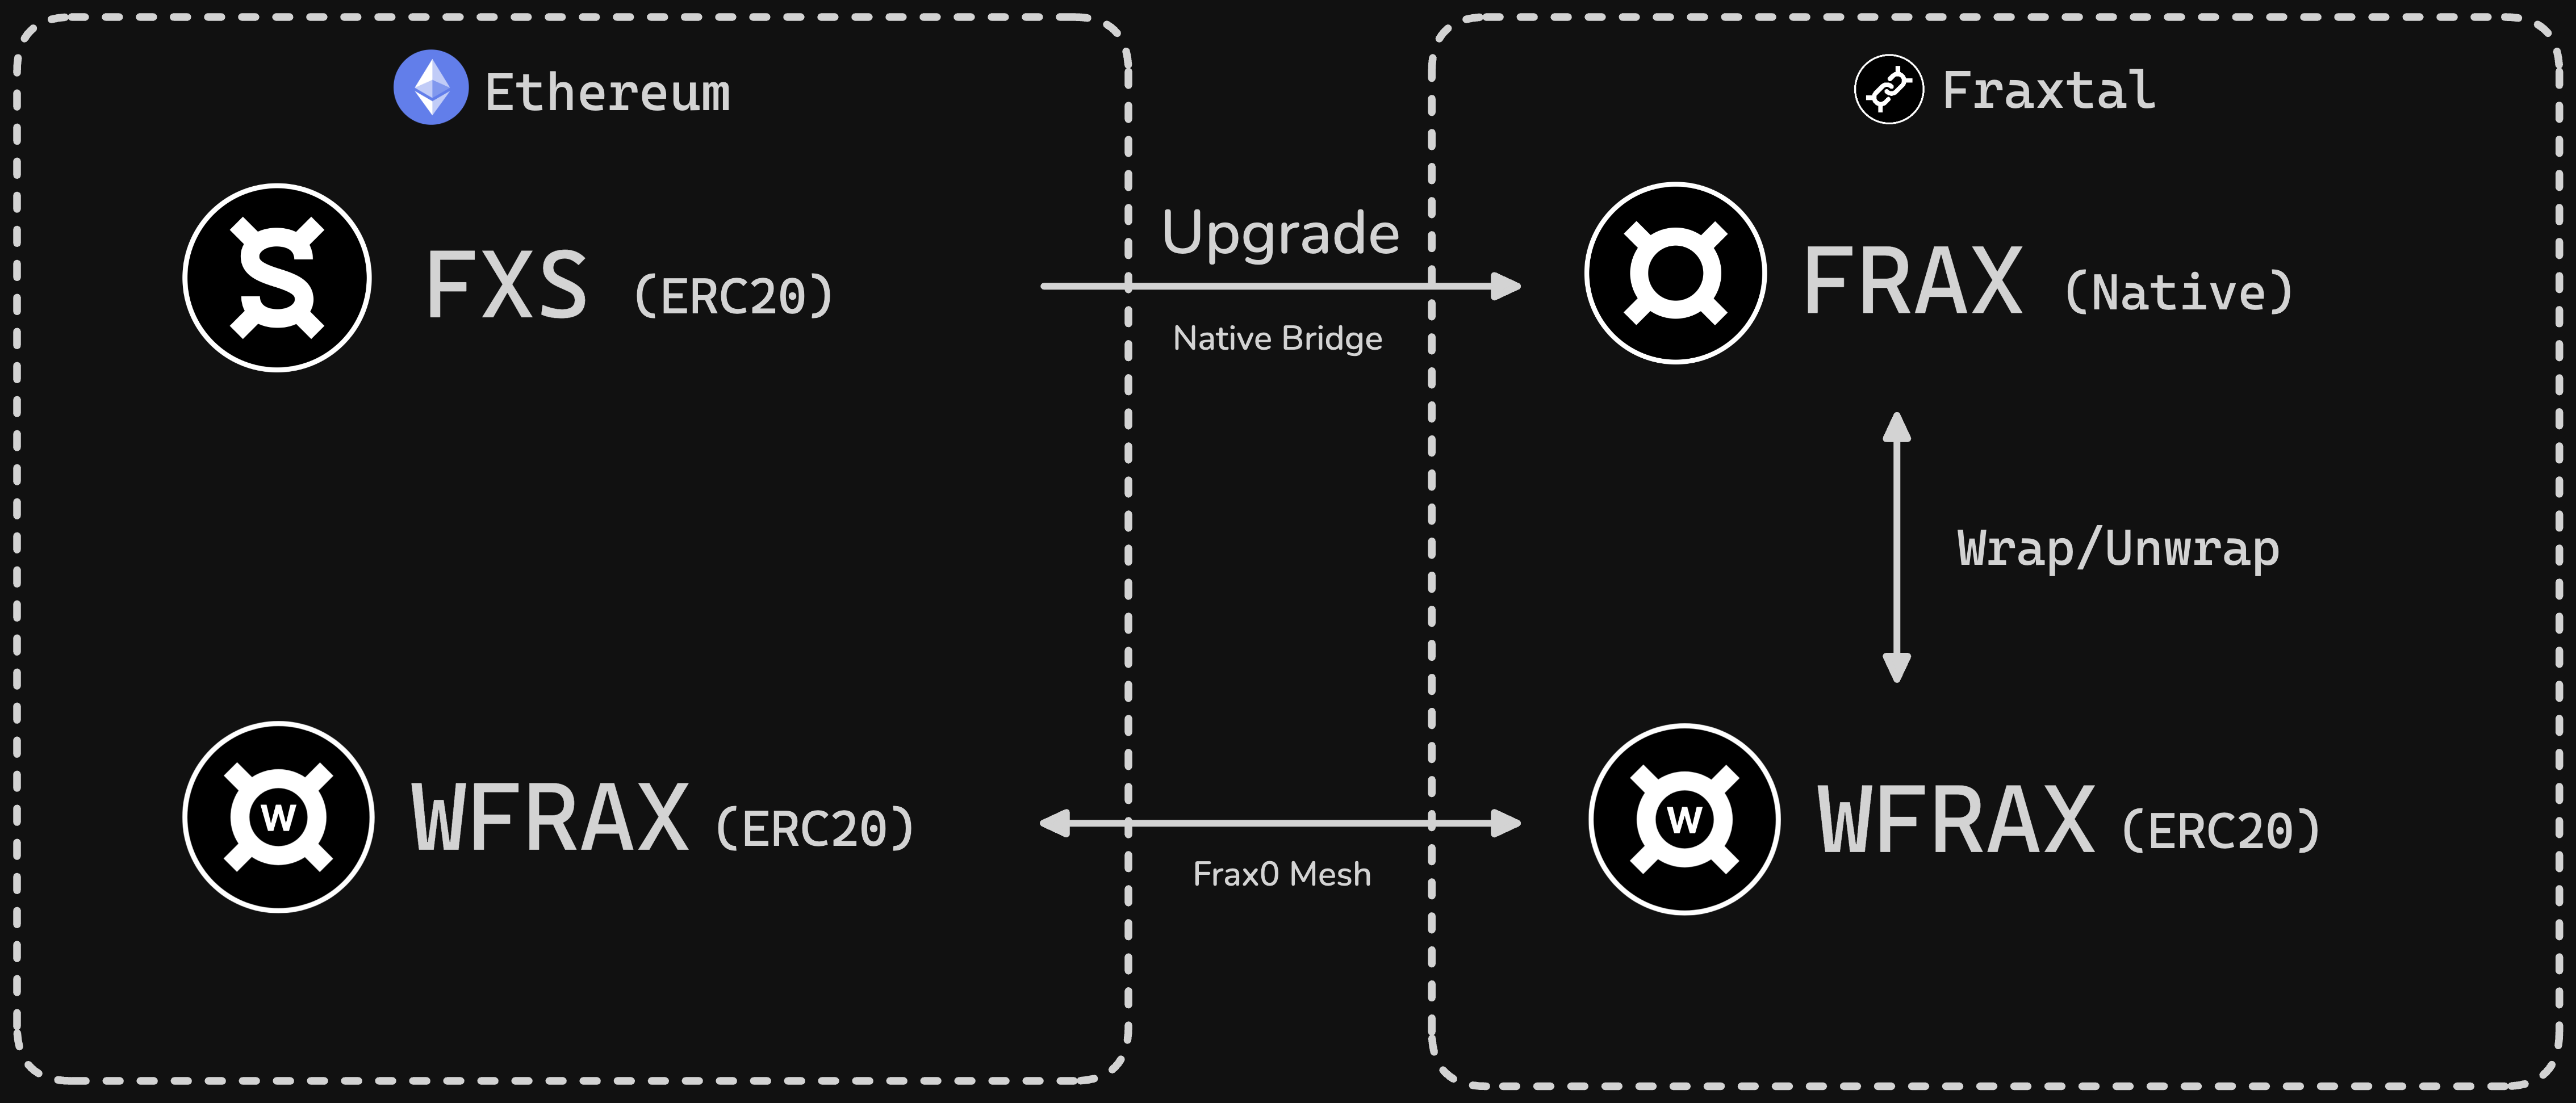 Ethereum
Fraxtal
FXS (ERC20)
Upgrade
Native Bridge
FRAX (Native)
Wrap/Unwrap
W WFRAX (ERC20)
Frax0 Mesh
W WFRAX (ERC20)